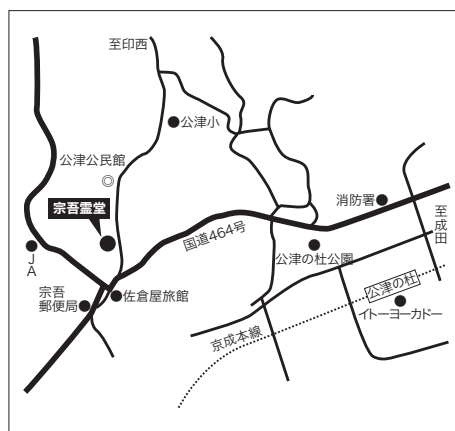 至印西
公津小
公津公民館
宗吾霊堂
消防署
至成田
国道464号
公津の杜公園
JA
宗吾
郵便局
佐倉屋旅館
公津の杜
イトーヨーカドー
京成本線